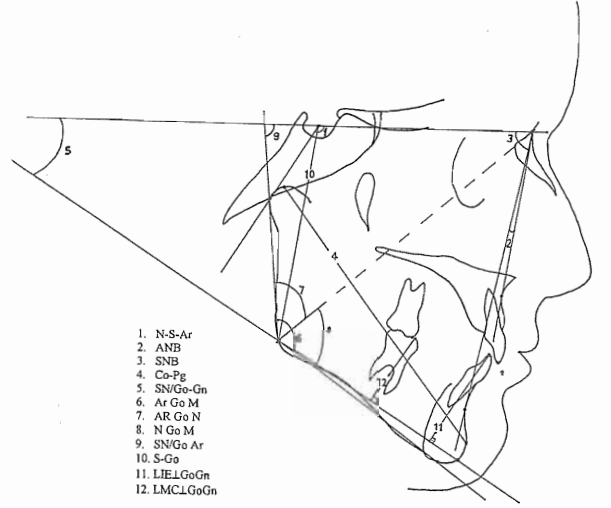 1
9
3
5
10
2
4
7
6
8
12
11
1. N-S-Ar
2. ANB
3. SNB
4. Co-Pg
5. SN/Go-Gn
6. Ar Go M
7. AR Go N
8. N Go M
9. SN/Go Ar
10. S-Go
11. LIE⊥GoGn
12. LMC⊥GoGn